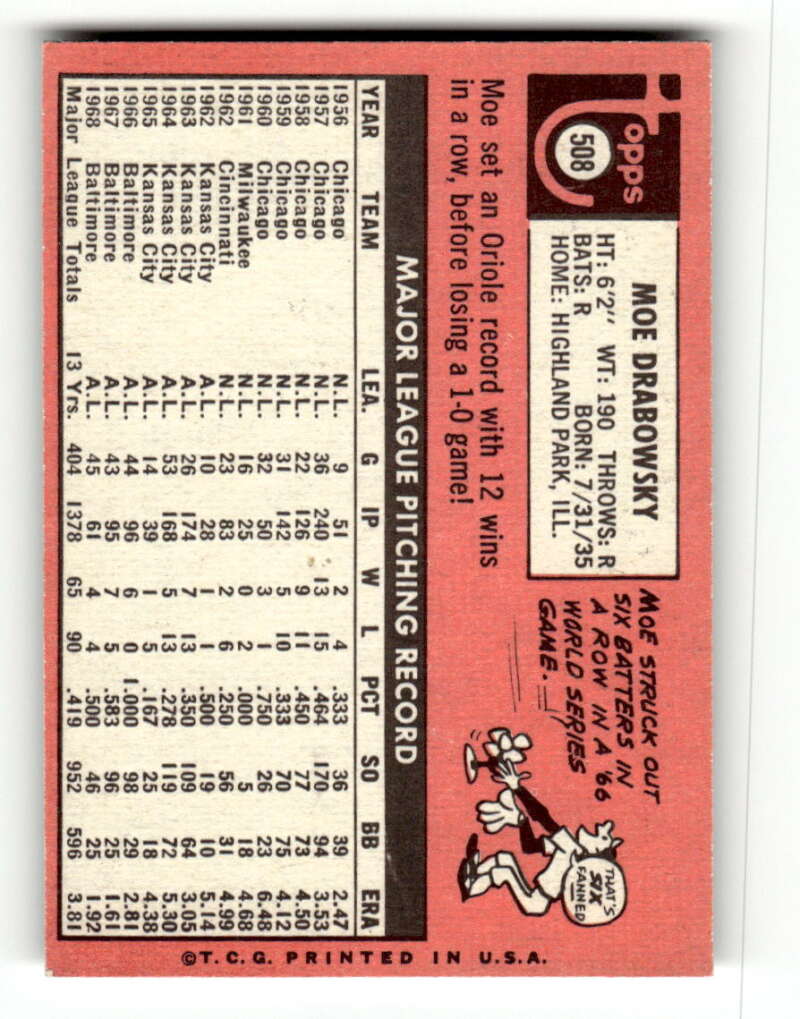 Topps
508
MOE DRABOWSKY
HT: 6'2" WT: 190 THROWS: R
BATS: R BORN: 7/31/35
HOME: HIGHLAND PARK, ILL.
MOE STRUCK OUT
SIX BATTERS IN
A ROW IN A '66
WORLD SERIES
GAME.
THAT'S
SIX
FANNED
Moe set an Oriole record with 12 wins
in a row, before losing a 1-0 game!
MAJOR LEAGUE PITCHING RECORD
YEAR TEAM LEA. G IP W L PCT SO BB ERA
1956 Chicago N.L. 9 51 2 4 .333 36 39 2.47
1957 Chicago N.L. 36 240 13 15 .464 170 94 3.53
1958 Chicago N.L. 22 126 9 11 .450 77 73 4.50
1959 Chicago N.L. 31 142 5 10 .333 70 75 4.12
1960 Chicago N.L. 32 50 3 1 .750 26 23 6.48
1961 Milwaukee N.L. 16 25 0 2 .000 5 18 4.68
1962 Cincinnati N.L. 23 83 2 6 .250 56 31 4.99
1962 Kansas City A.L. 10 28 1 1 .500 19 10 5.14
1963 Kansas City A.L. 26 174 7 13 .350 109 64 3.05
1964 Kansas City A.L. 53 168 5 13 .278 119 72 5.30
1965 Kansas City A.L. 14 39 1 5 .167 25 18 4.38
1966 Baltimore A.L. 44 96 6 0 1.000 98 29 2.81
1967 Baltimore A.L. 43 95 7 5 .583 96 25 1.61
1968 Baltimore A.L. 45 61 4 4 .500 46 25 1.92
Major League Totals 13 Yrs. 404 1378 65 90 .419 952 596 3.81
©T.C.G. PRINTED IN U.S.A.